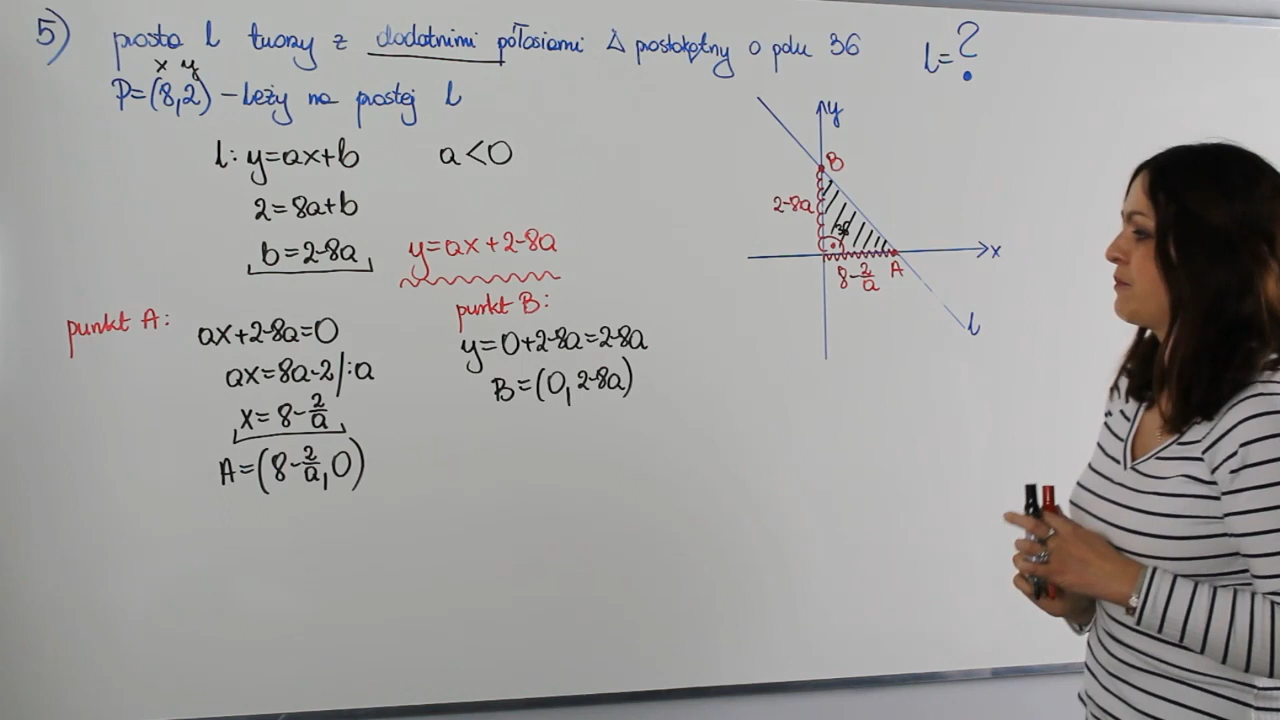 5) prosta l tworzy z dodatnimi półosiami Δ prostokątny o polu 36
l=?
x y
P=(8,2) – leży na prostej l
l: y=ax+b a<0
2=8a+b
b=2-8a
y=ax+2-8a
punkt A:
ax+2-8a=0
ax=8a-2/:a
x=8-2/a
A=(8-2/a,0)
punkt B:
y=0+2-8a=2-8a
B=(0,2-8a)
y
B
2-8a
36
x
8-2/a
A
l